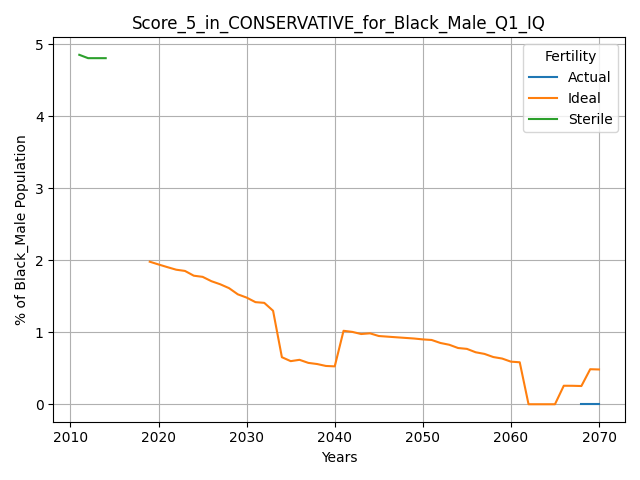 Score_5_in_CONSERVATIVE_for_Black_Male_Q1_IQ
Fertility
Actual
Ideal
Sterile
% of Black_Male Population
5
4
3
2
1
0
2010 2020 2030 2040 2050 2060 2070
Years